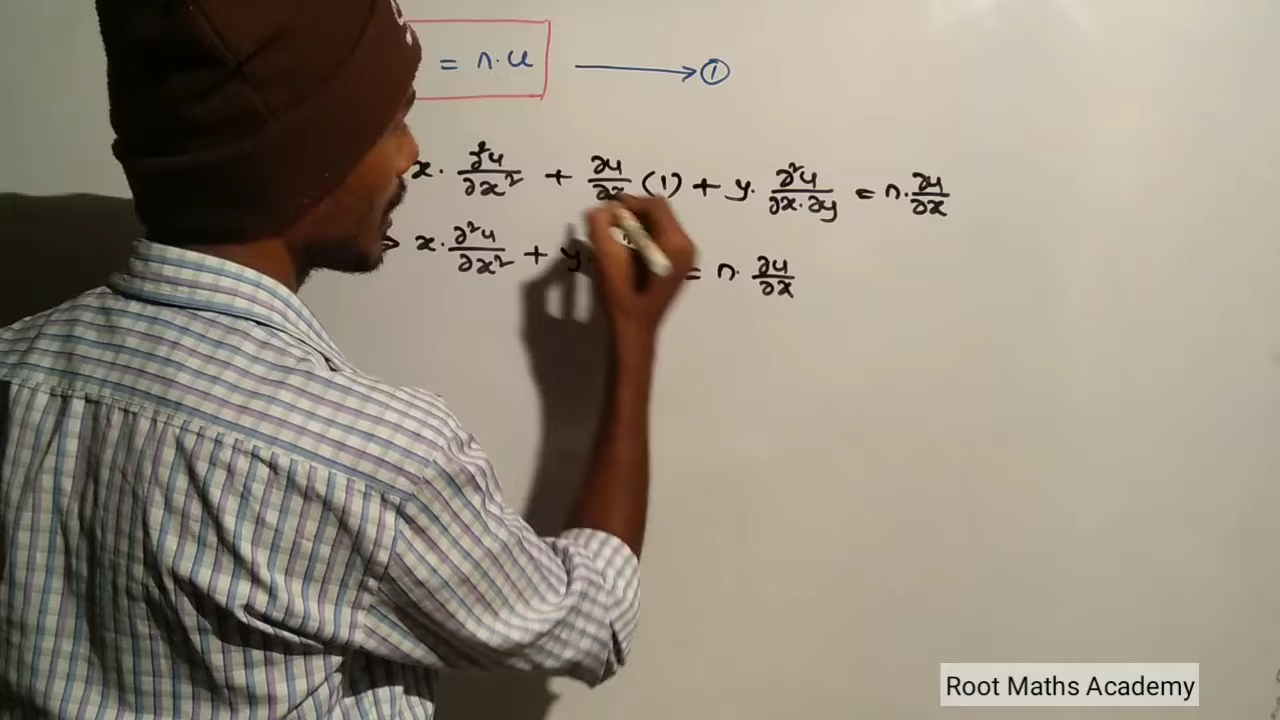 = n.u ⟶ ①
x. ∂²u/∂x² + ∂u/∂x (1) + y. ∂²u/∂x.∂y = n. ∂u/∂x
x. ∂²u/∂x² + y. = n. ∂u/∂x
Root Maths Academy